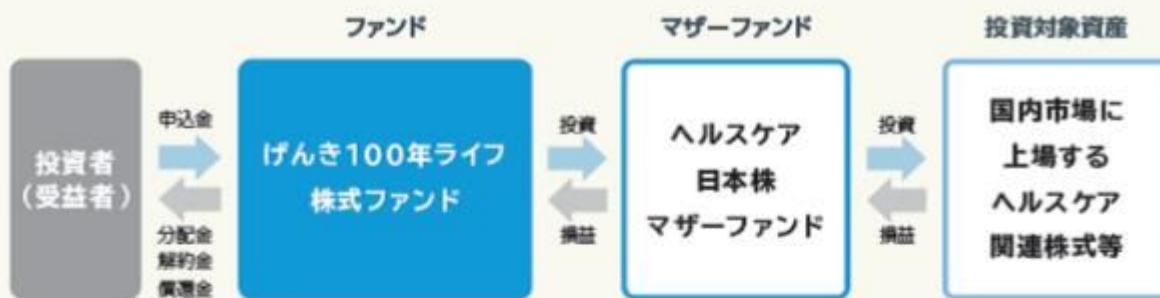 ファンド
マザーファンド
投資対象資産
投資者
(受益者)
申込金
分配金
解約金
償還金
げんき100年ライフ
株式ファンド
投資
損益
ヘルスケア
日本株
マザーファンド
投資
損益
国内市場に
上場する
ヘルスケア
関連株式等